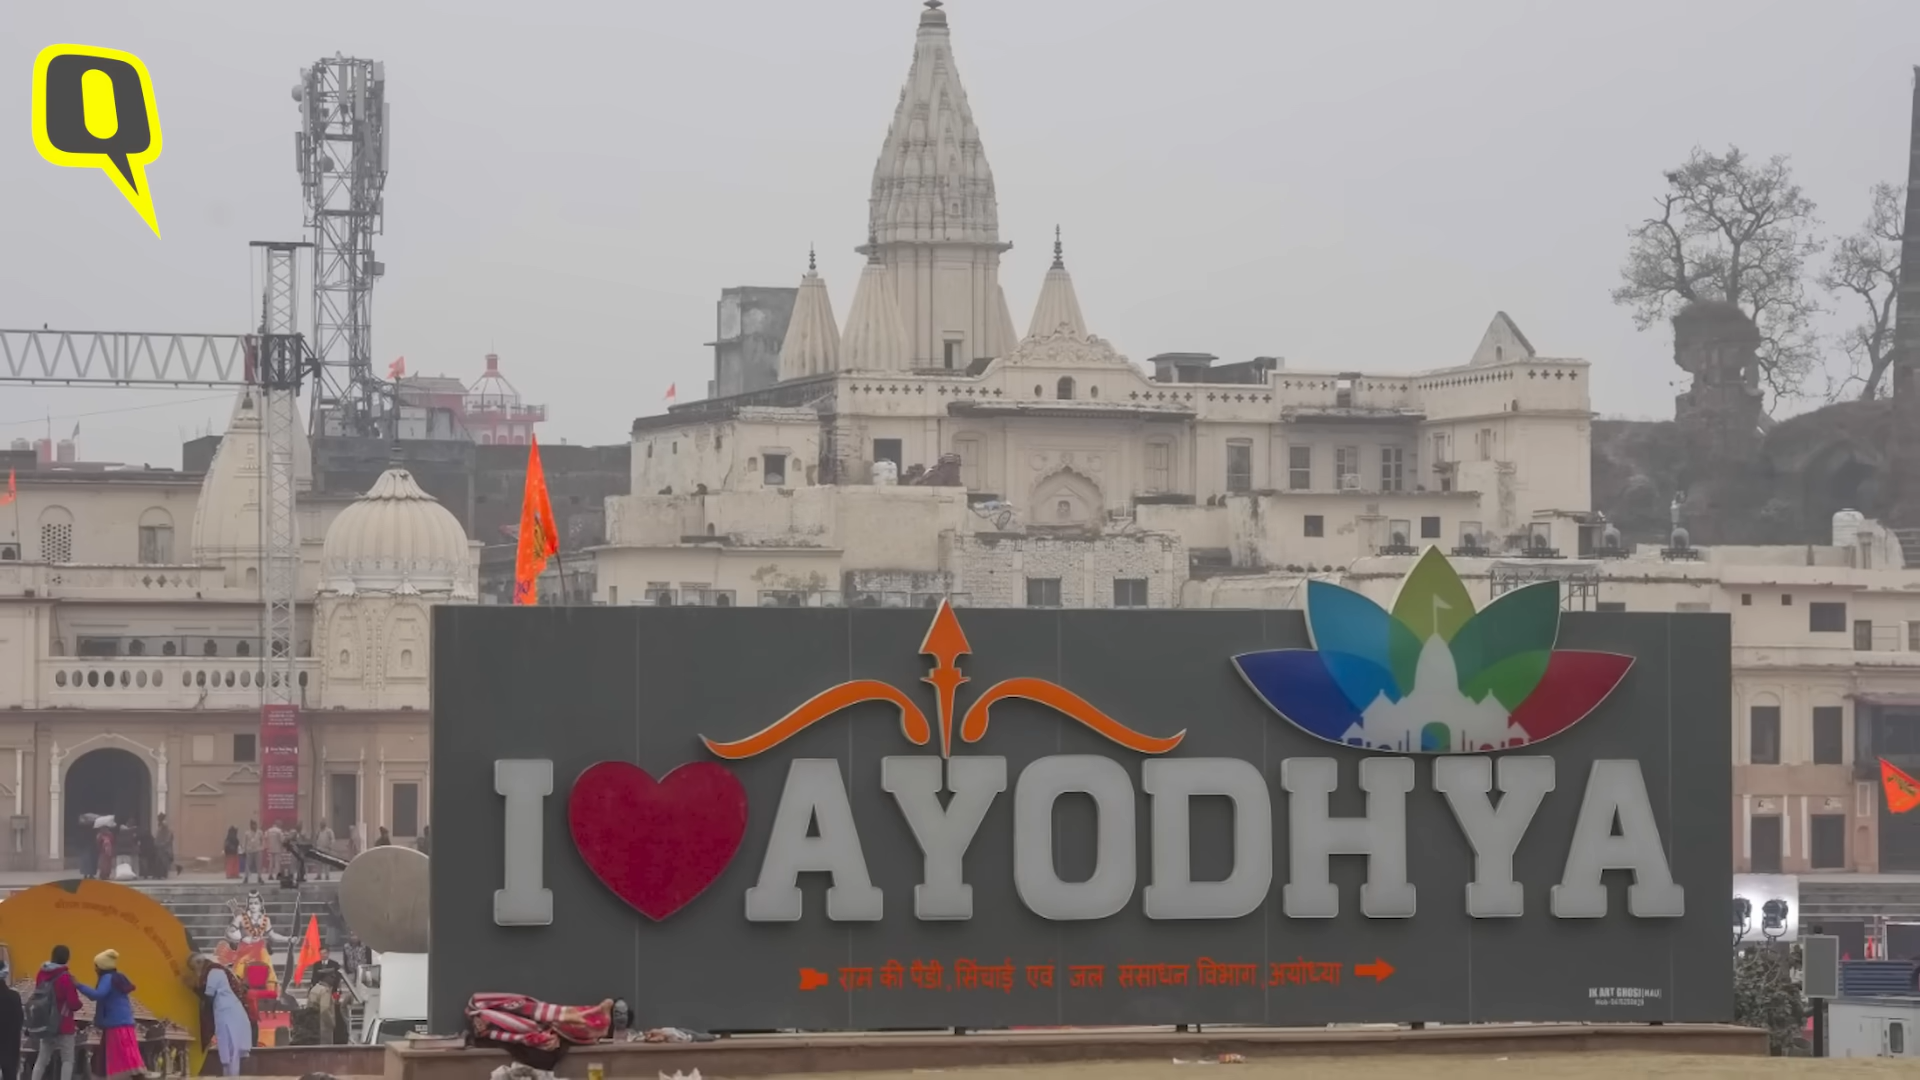 Q
I ❤ AYODHYA
राम की पैडी,सिंचाई एवं जल संसाधन विभाग,अयोध्या